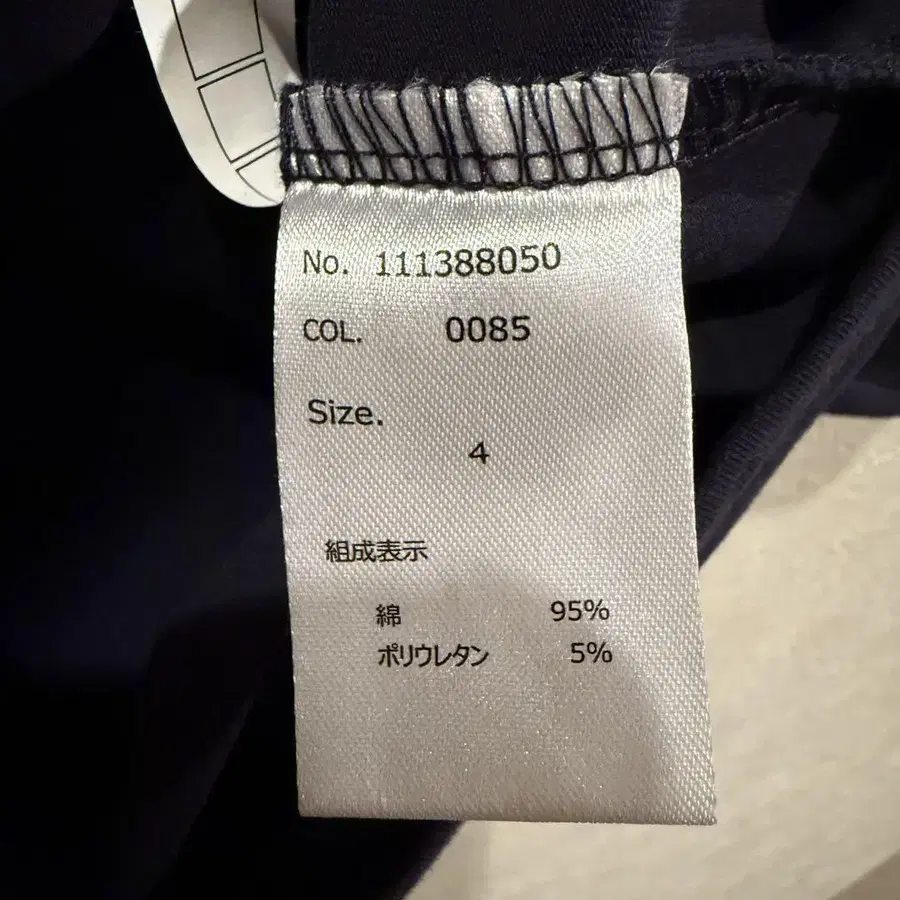 No. 111388050
COL. 0085
Size.
4
組成表示
綿 95%
ポリウレタン 5%